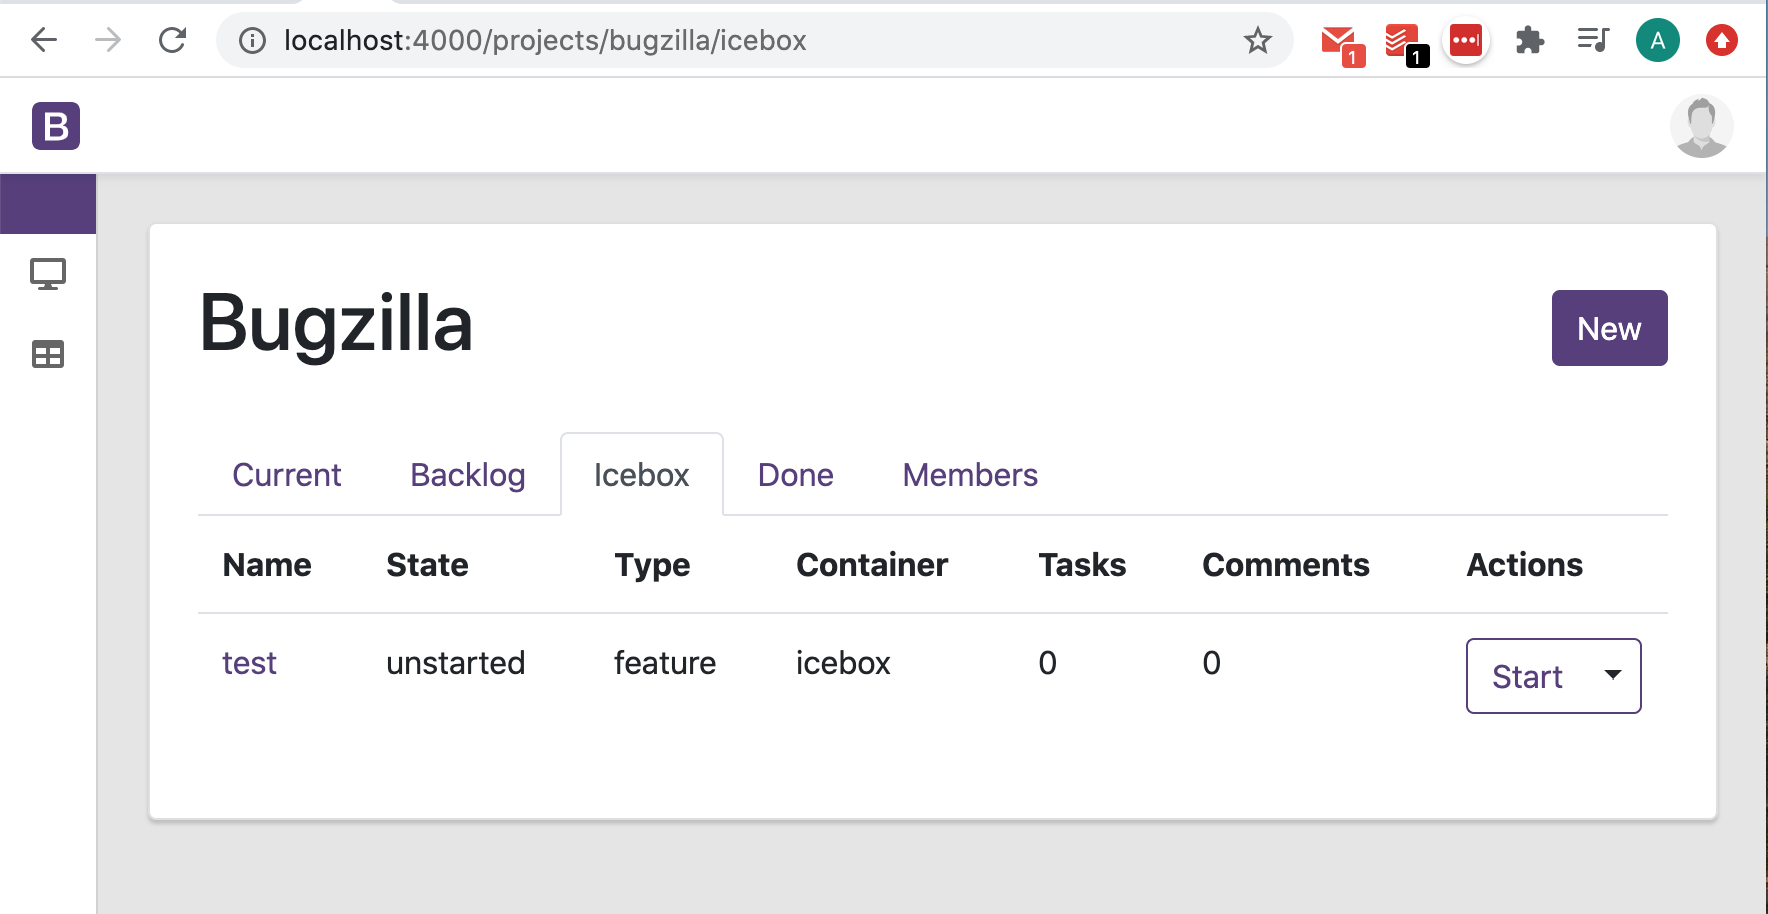 localhost:4000/projects/bugzilla/icebox
1
1
A
B
Bugzilla
New
Current Backlog Icebox Done Members
Name State Type Container Tasks Comments Actions
test unstarted feature icebox 0 0 Start